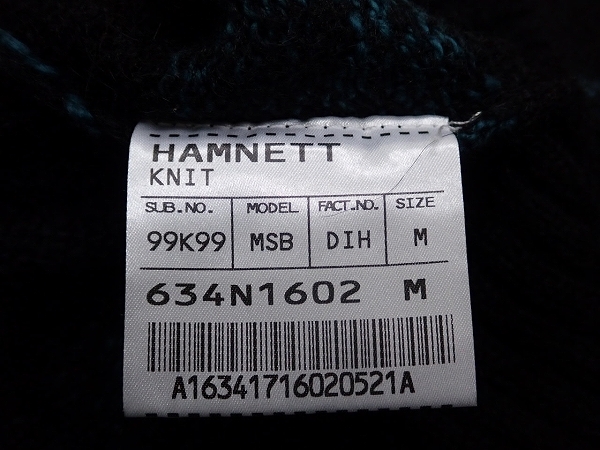 HAMNETT
KNIT
SUB.NO. MODEL FACT.NO. SIZE
99K99 MSB DIH M
634N1602 M
A16341716020521A